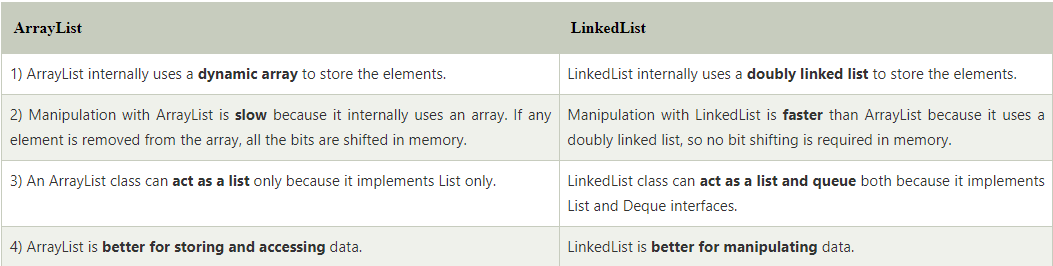 ArrayList
LinkedList
1) ArrayList internally uses a dynamic array to store the elements.
LinkedList internally uses a doubly linked list to store the elements.
2) Manipulation with ArrayList is slow because it internally uses an array. If any
element is removed from the array, all the bits are shifted in memory.
Manipulation with LinkedList is faster than ArrayList because it uses a
doubly linked list, so no bit shifting is required in memory.
3) An ArrayList class can act as a list only because it implements List only.
LinkedList class can act as a list and queue both because it implements
List and Deque interfaces.
4) ArrayList is better for storing and accessing data.
LinkedList is better for manipulating data.